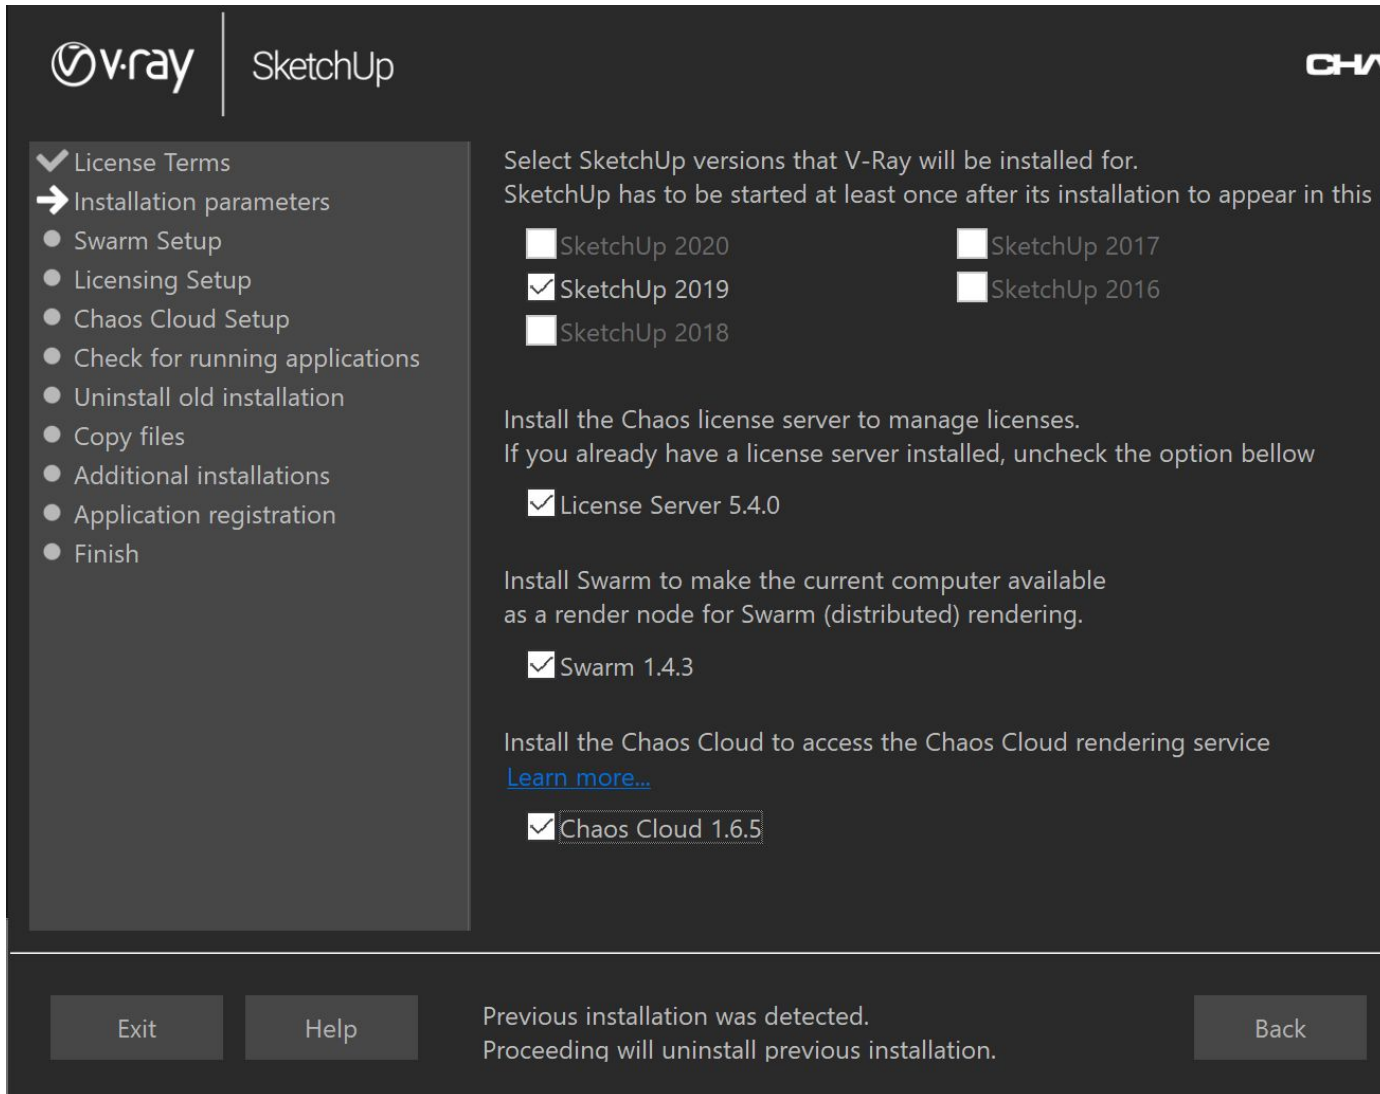 v·ray
SketchUp
License Terms
Installation parameters
Swarm Setup
Licensing Setup
Chaos Cloud Setup
Check for running applications
Uninstall old installation
Copy files
Additional installations
Application registration
Finish
Select SketchUp versions that V-Ray will be installed for.
SketchUp has to be started at least once after its installation to appear in this
SketchUp 2020
SketchUp 2017
SketchUp 2019
SketchUp 2016
SketchUp 2018
Install the Chaos license server to manage licenses.
If you already have a license server installed, uncheck the option bellow
License Server 5.4.0
Install Swarm to make the current computer available
as a render node for Swarm (distributed) rendering.
Swarm 1.4.3
Install the Chaos Cloud to access the Chaos Cloud rendering service
Learn more...
Chaos Cloud 1.6.5
Exit
Help
Previous installation was detected.
Proceeding will uninstall previous installation.
Back